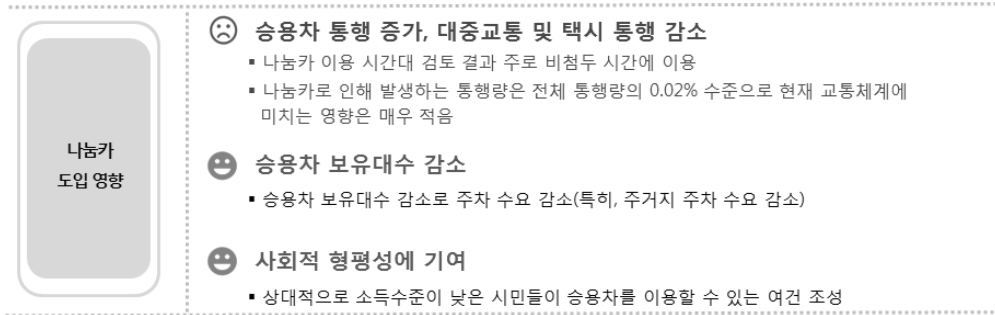 나눔카
도입 영향
승용차 통행 증가, 대중교통 및 택시 통행 감소
▪ 나눔카 이용 시간대 검토 결과 주로 비첨두 시간에 이용
▪ 나눔카로 인해 발생하는 통행량은 전체 통행량의 0.02% 수준으로 현재 교통체계에
미치는 영향은 매우 적음
승용차 보유대수 감소
▪ 승용차 보유대수 감소로 주차 수요 감소(특히, 주거지 주차 수요 감소)
사회적 형평성에 기여
▪ 상대적으로 소득수준이 낮은 시민들이 승용차를 이용할 수 있는 여건 조성